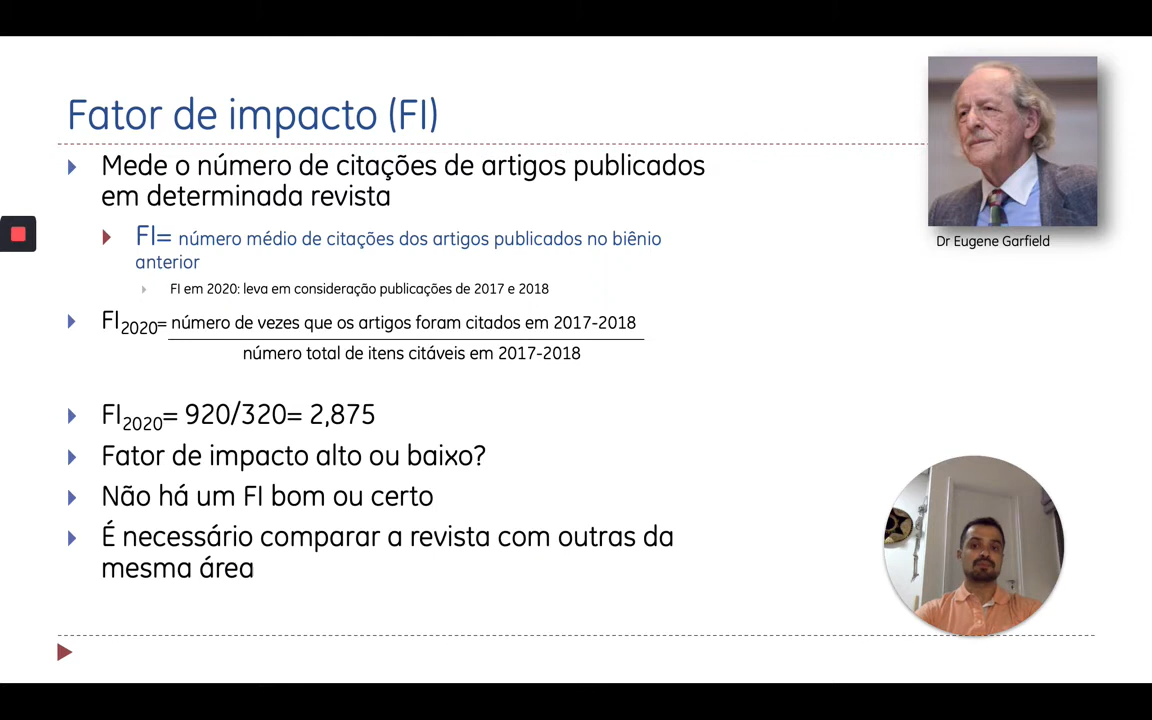 Fator de impacto (FI)
Mede o número de citações de artigos publicados
em determinada revista
FI= número médio de citações dos artigos publicados no biênio
anterior
FI em 2020: leva em consideração publicações de 2017 e 2018
FI2020= número de vezes que os artigos foram citados em 2017-2018
número total de itens citáveis em 2017-2018
FI2020= 920/320= 2,875
Fator de impacto alto ou baixo?
Não há um FI bom ou certo
É necessário comparar a revista com outras da
mesma área
Dr Eugene Garfield